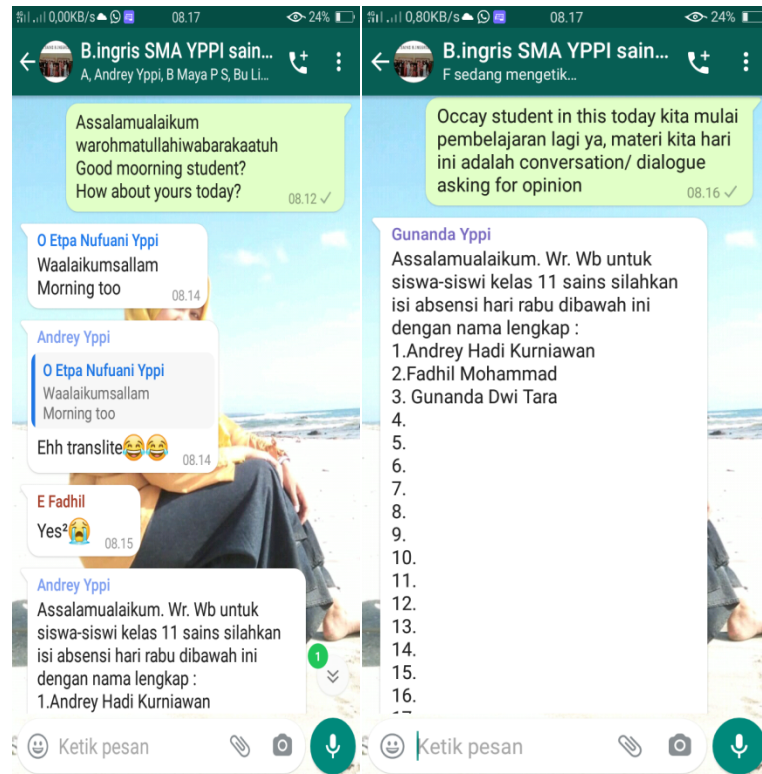 0,00KB/s
08.17
24%
B.ingris SMA YPPI sain...
A, Andrey Yppi, B Maya P S, Bu Li...
Assalamualaikum
warohmatullahiwabarakaatuh
Good moorning student?
How about yours today?
08.12
O Etpa Nufuani Yppi
Waalaikumsallam
Morning too
08.14
Andrey Yppi
O Etpa Nufuani Yppi
Waalaikumsallam
Morning too
Ehh translite😂😂
08.14
E Fadhil
Yes²😭
08.15
Andrey Yppi
Assalamualaikum. Wr. Wb untuk
siswa-siswi kelas 11 sains silahkan
isi absensi hari rabu dibawah ini
dengan nama lengkap :
1.Andrey Hadi Kurniawan
1
Ketik pesan
0,80KB/s
08.17
24%
B.ingris SMA YPPI sain...
F sedang mengetik...
Occay student in this today kita mulai
pembelajaran lagi ya, materi kita hari
ini adalah conversation/ dialogue
asking for opinion
08.16
Gunanda Yppi
Assalamualaikum. Wr. Wb untuk
siswa-siswi kelas 11 sains silahkan
isi absensi hari rabu dibawah ini
dengan nama lengkap :
1.Andrey Hadi Kurniawan
2.Fadhil Mohammad
3. Gunanda Dwi Tara
4.
5.
6.
7.
8.
9.
10.
11.
12.
13.
14.
15.
16.
Ketik pesan